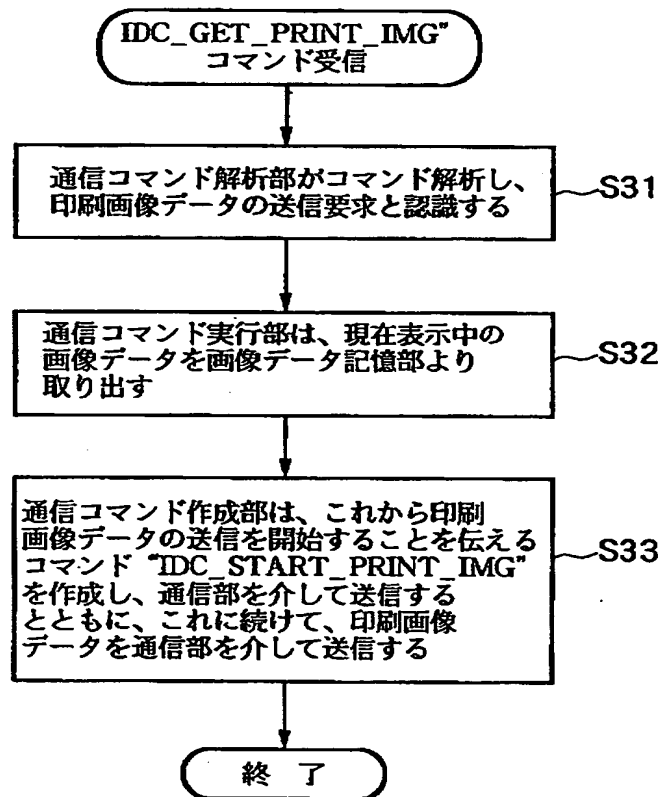 IDC_GET_PRINT_IMG”
コマンド受信
通信コマンド解析部がコマンド解析し、
印刷画像データの送信要求と認識する
S31
通信コマンド実行部は、現在表示中の
画像データを画像データ記憶部より
取り出す
S32
通信コマンド作成部は、これから印刷
画像データの送信を開始することを伝える
コマンド“IDC_START_PRINT_IMG”
を作成し、通信部を介して送信する
とともに、これに続けて、印刷画像
データを通信部を介して送信する
S33
終 了